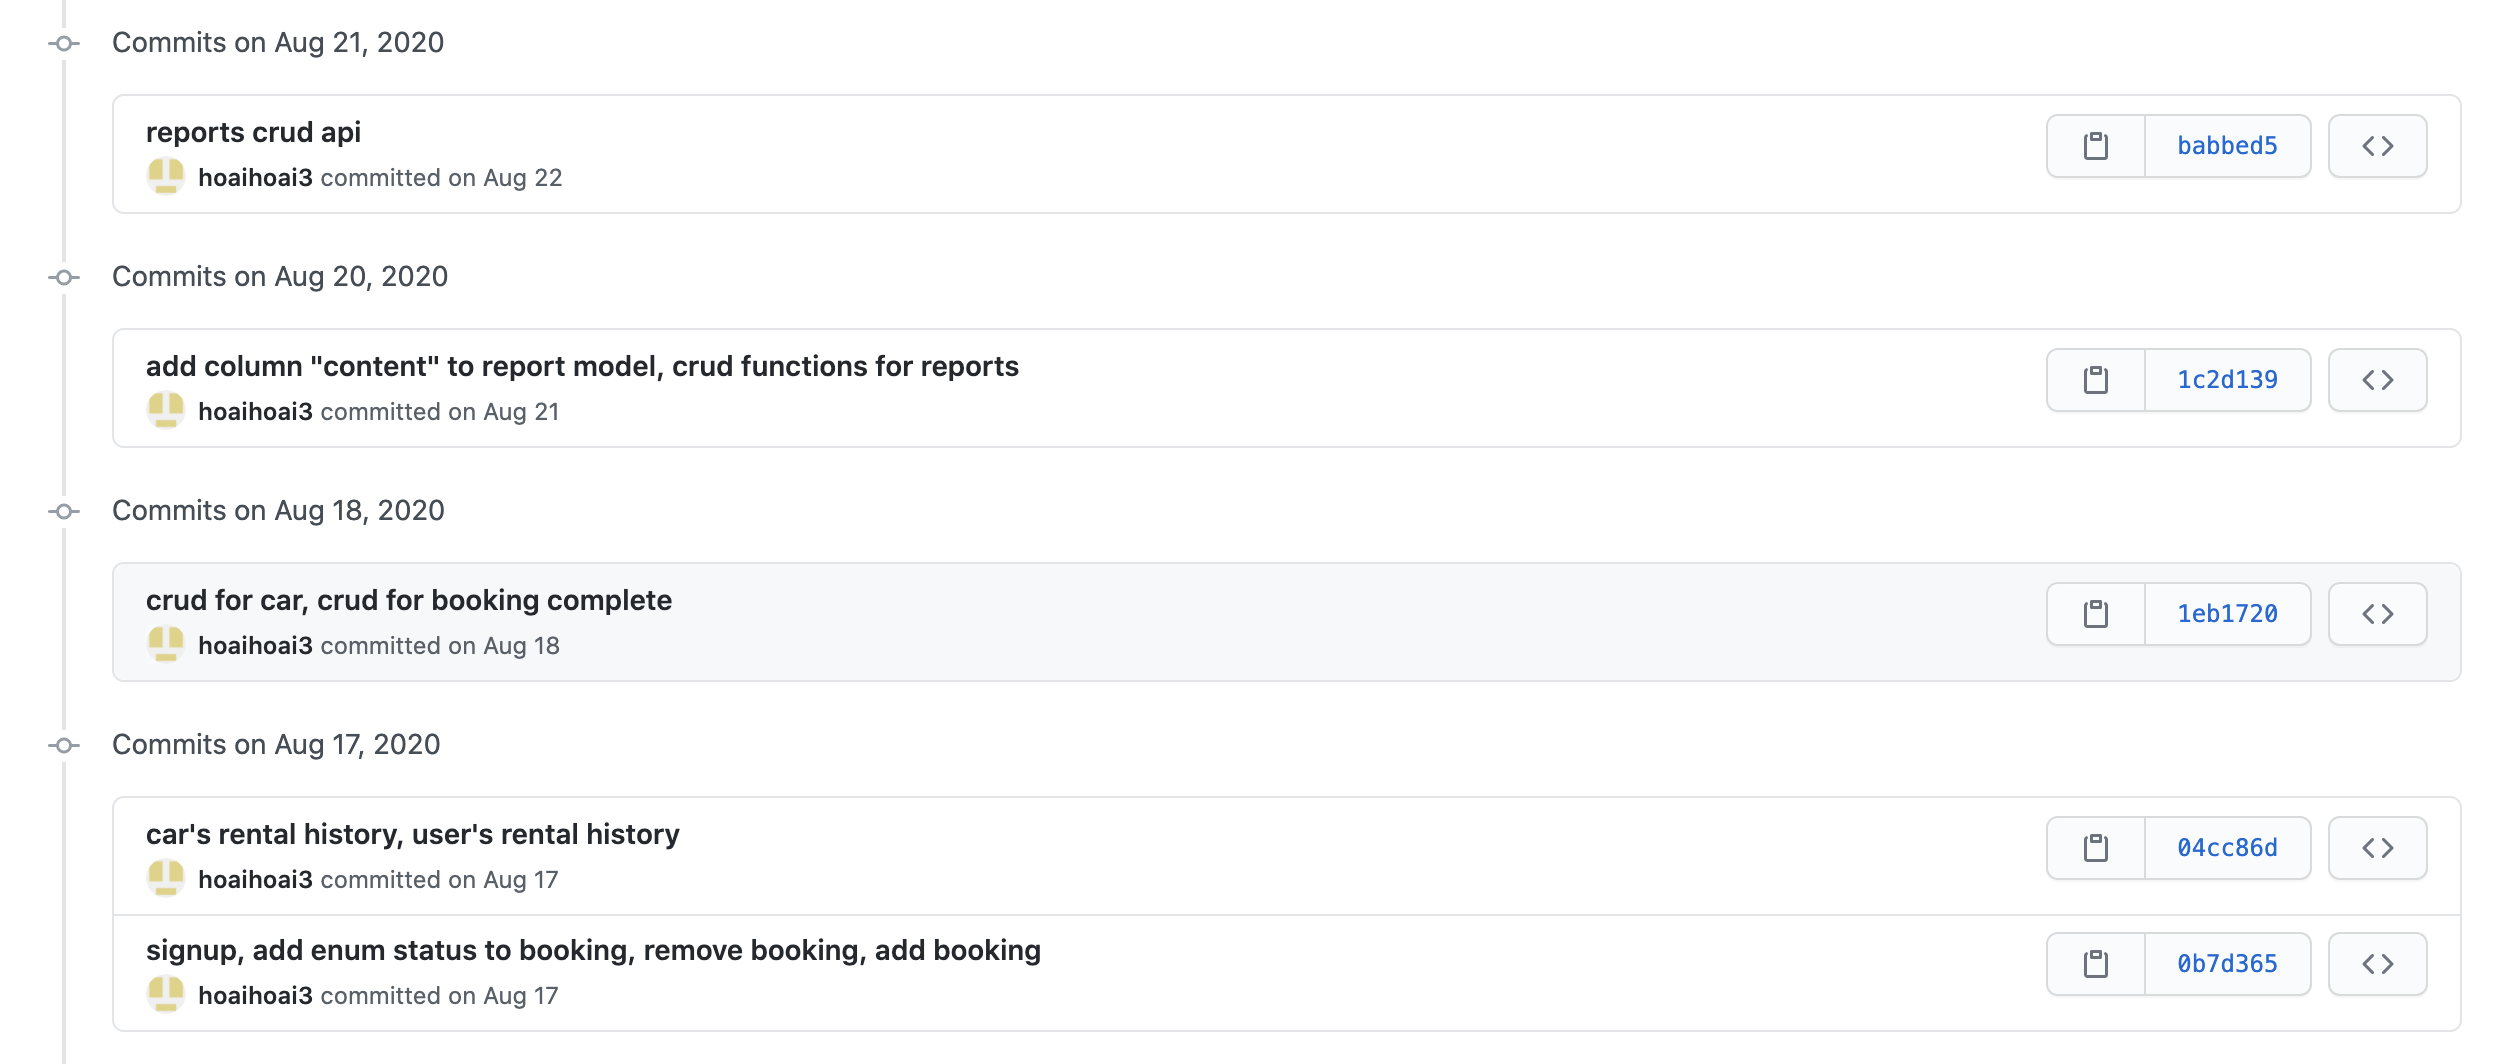 Commits on Aug 21, 2020
reports crud api
babbed5
hoaihoai3 committed on Aug 22
Commits on Aug 20, 2020
add column "content" to report model, crud functions for reports
1c2d139
hoaihoai3 committed on Aug 21
Commits on Aug 18, 2020
crud for car, crud for booking complete
1eb1720
hoaihoai3 committed on Aug 18
Commits on Aug 17, 2020
car's rental history, user's rental history
04cc86d
hoaihoai3 committed on Aug 17
signup, add enum status to booking, remove booking, add booking
0b7d365
hoaihoai3 committed on Aug 17